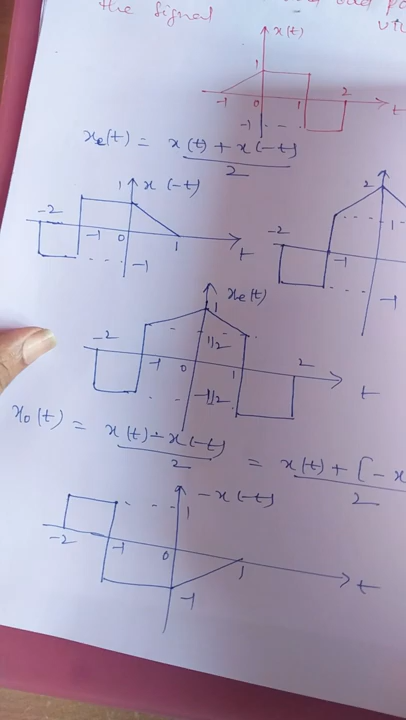 the signal
x(t)
1
-1 0 1 2 t
-1
xe(t) = x(t) + x(-t)
2
1 x(-t)
-2 -1 0 1 t
-1
2
1
-2 -1
-1
xe(t)
1
1/2
-2 -1 0 1 2 t
-1/2
x0(t) = x(t) - x(-t) = x(t) + [-x
2 2
-x(-t)
1
-2 -1 0 1 t
-1